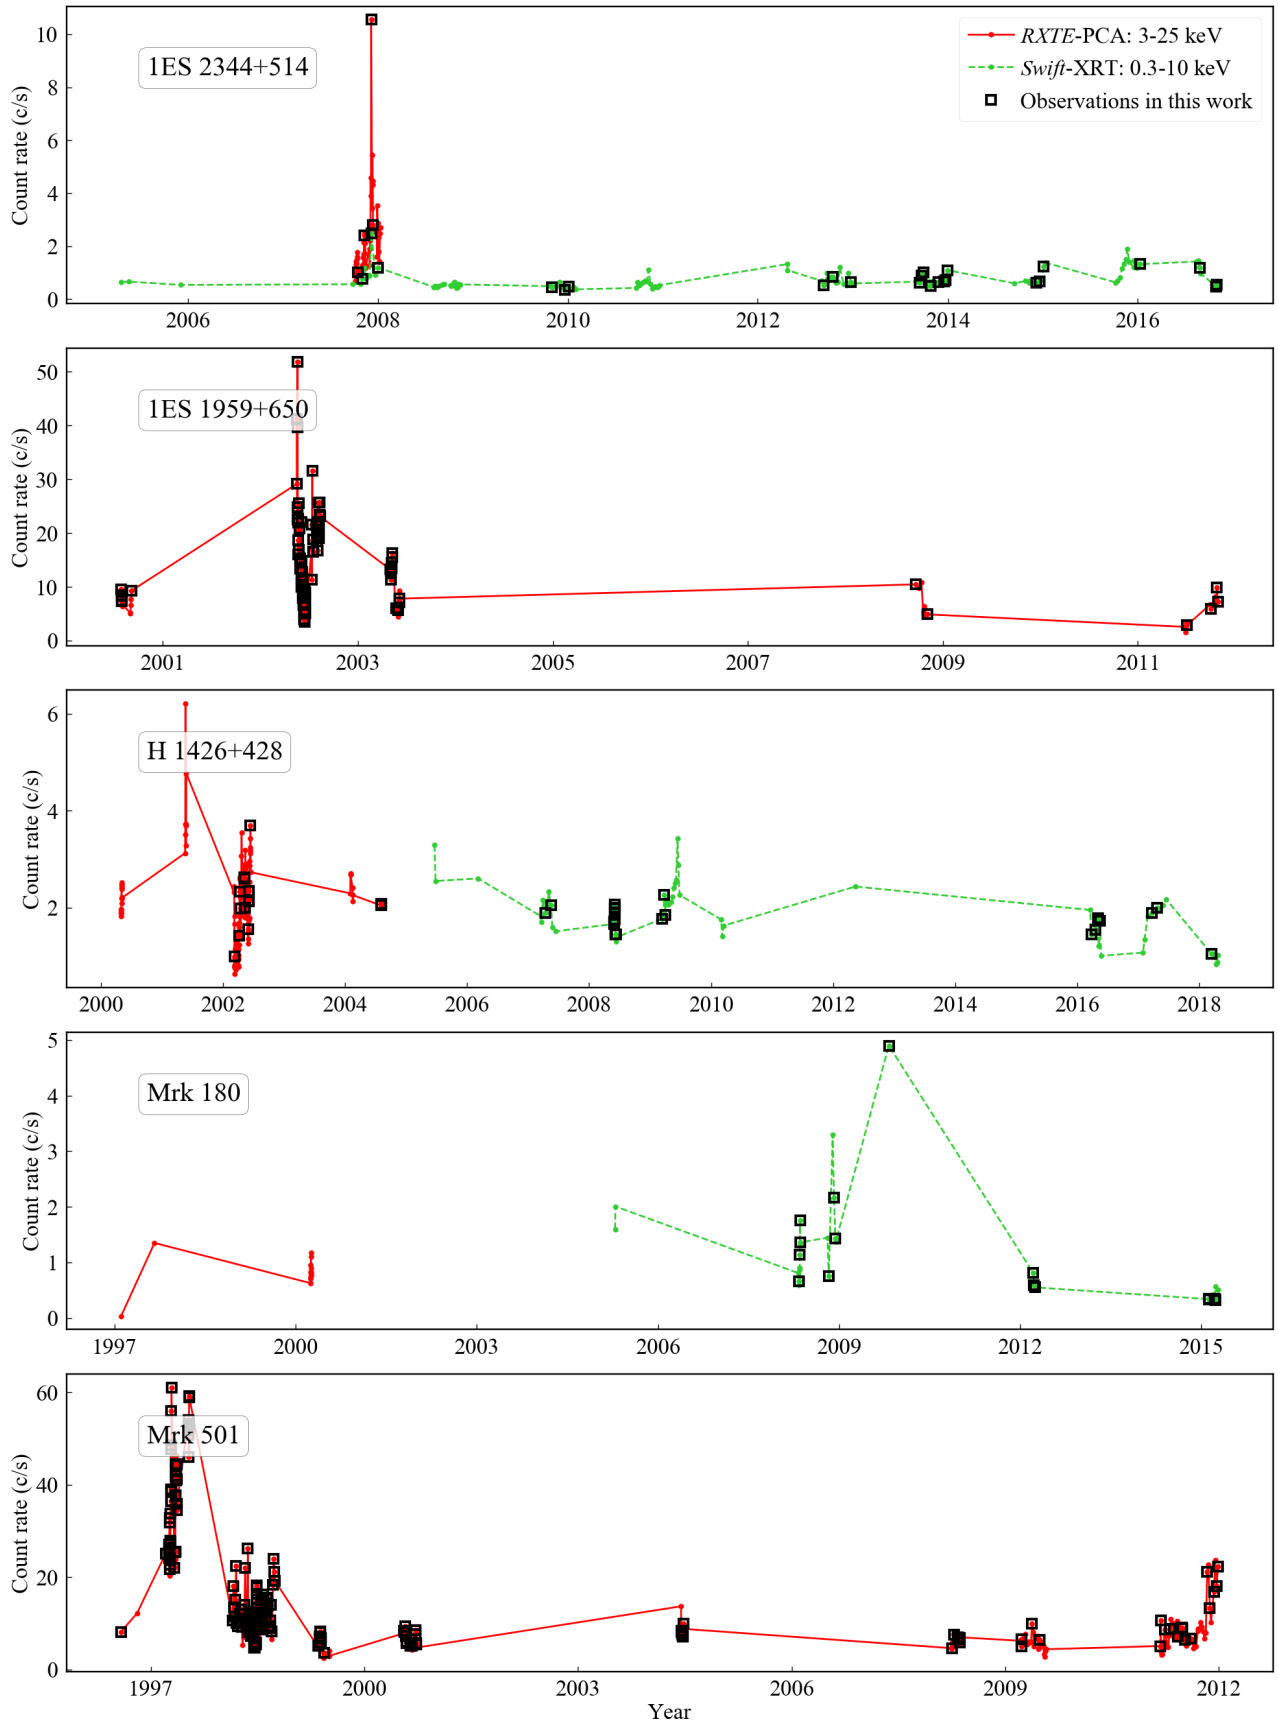 10
8
6
4
2
0
Count rate (c/s)
1ES 2344+514
RXTE-PCA: 3-25 keV
Swift-XRT: 0.3-10 keV
Observations in this work
2006 2008 2010 2012 2014 2016
50
40
30
20
10
0
Count rate (c/s)
1ES 1959+650
2001 2003 2005 2007 2009 2011
6
4
2
Count rate (c/s)
H 1426+428
2000 2002 2004 2006 2008 2010 2012 2014 2016 2018
5
4
3
2
1
0
Count rate (c/s)
Mrk 180
1997 2000 2003 2006 2009 2012 2015
60
40
20
0
Count rate (c/s)
Mrk 501
1997 2000 2003 2006 2009 2012
Year